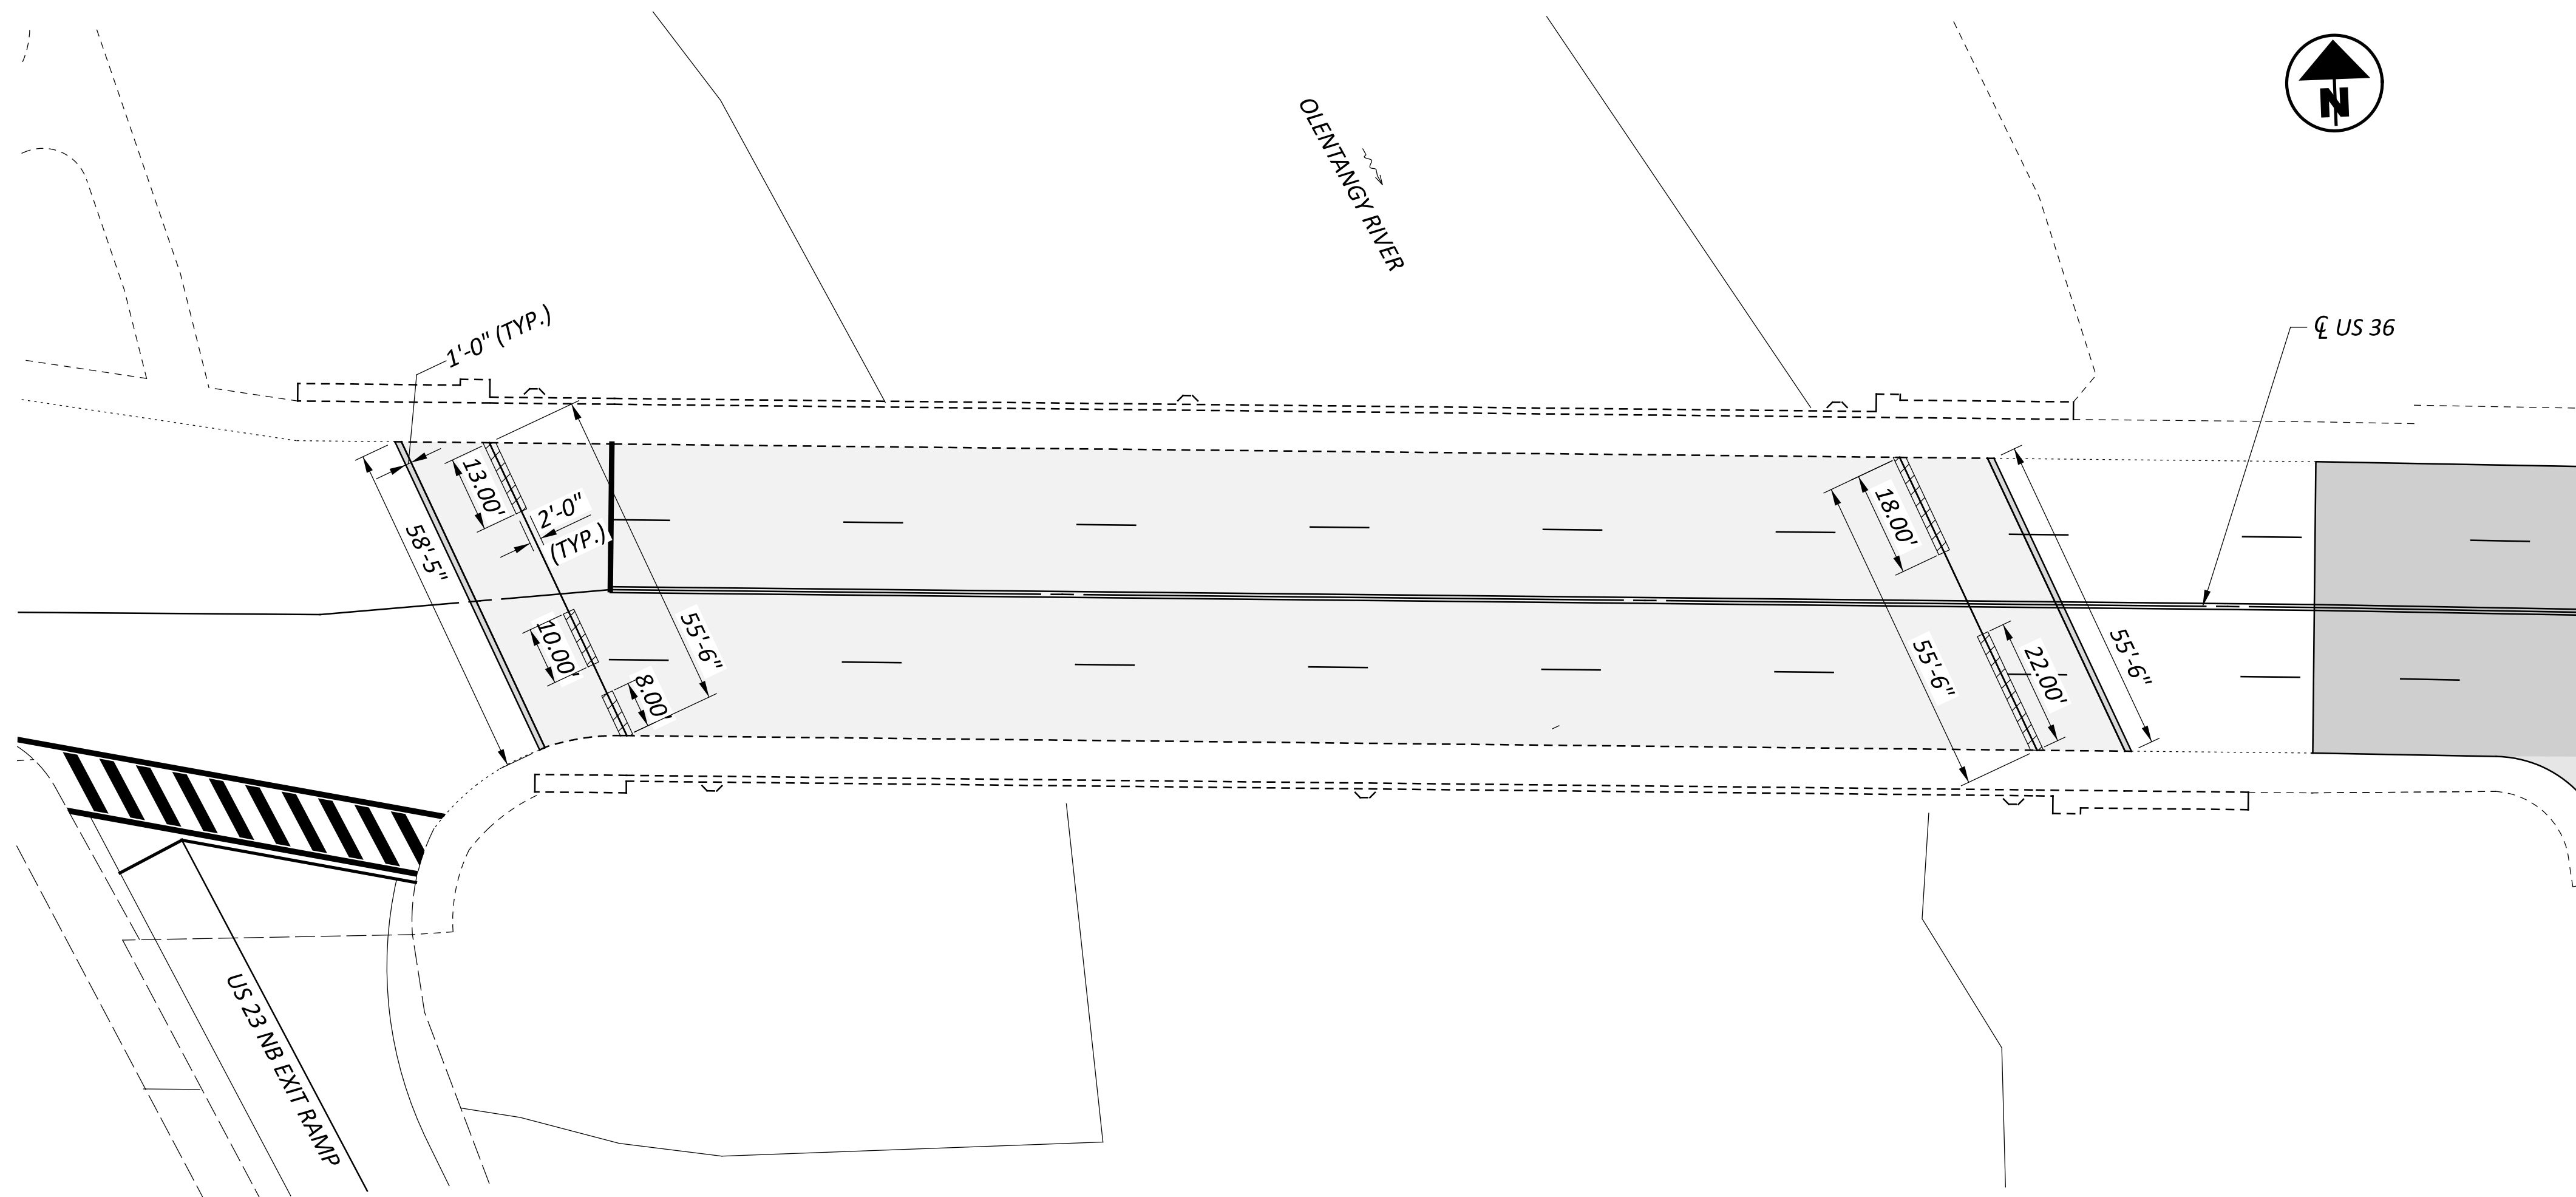 N
OLENTANGY RIVER
℄ US 36
1'-0" (TYP.)
13.00'
2'-0"
(TYP.)
58'-5"
10.00'
8.00'
55'-6"
18.00'
55'-6"
22.00'
55'-6"
US 23 NB EXIT RAMP